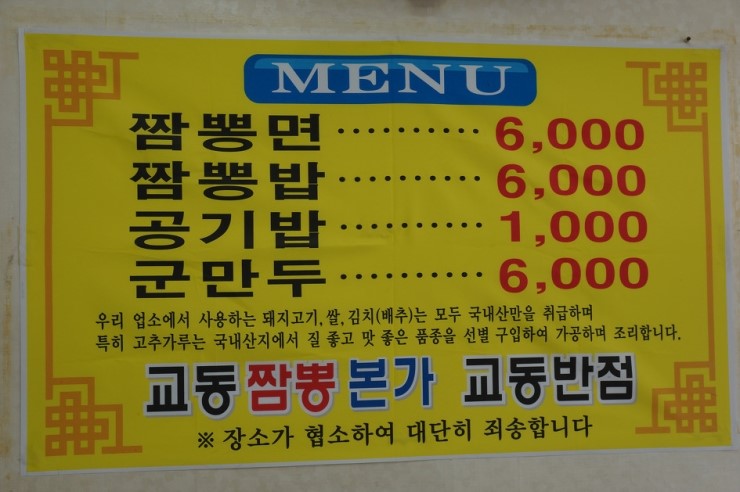 MENU
짬뽕면 ·········· 6,000
짬뽕밥 ·········· 6,000
공기밥 ·········· 1,000
군만두 ·········· 6,000
우리 업소에서 사용하는 돼지고기, 쌀, 김치(배추)는 모두 국내산만을 취급하며
특히 고추가루는 국내산지에서 질 좋고 맛 좋은 품종을 선별 구입하여 가공하며 조리합니다.
교동짬뽕본가 교동반점
※ 장소가 협소하여 대단히 죄송합니다